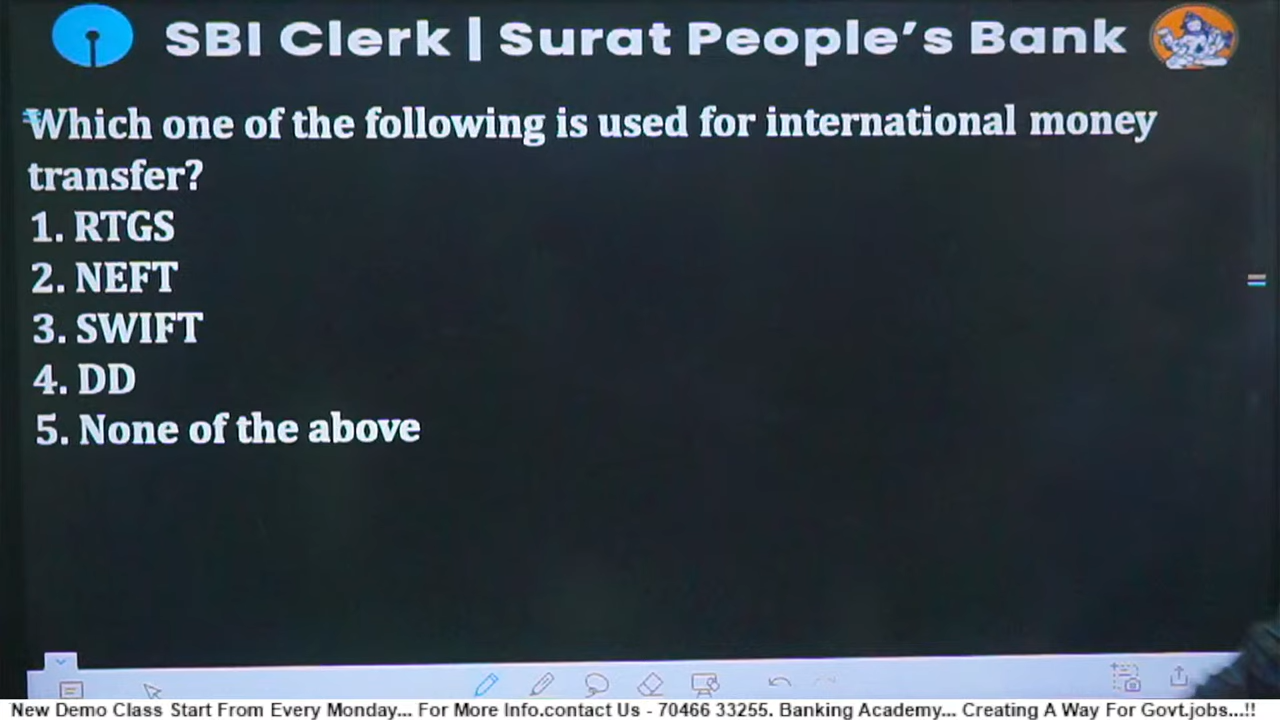 SBI Clerk | Surat People's Bank
Which one of the following is used for international money
transfer?
1. RTGS
2. NEFT
3. SWIFT
4. DD
5. None of the above
New Demo Class Start From Every Monday... For More Info.contact Us - 70466 33255. Banking Academy... Creating A Way For Govt.jobs...!!